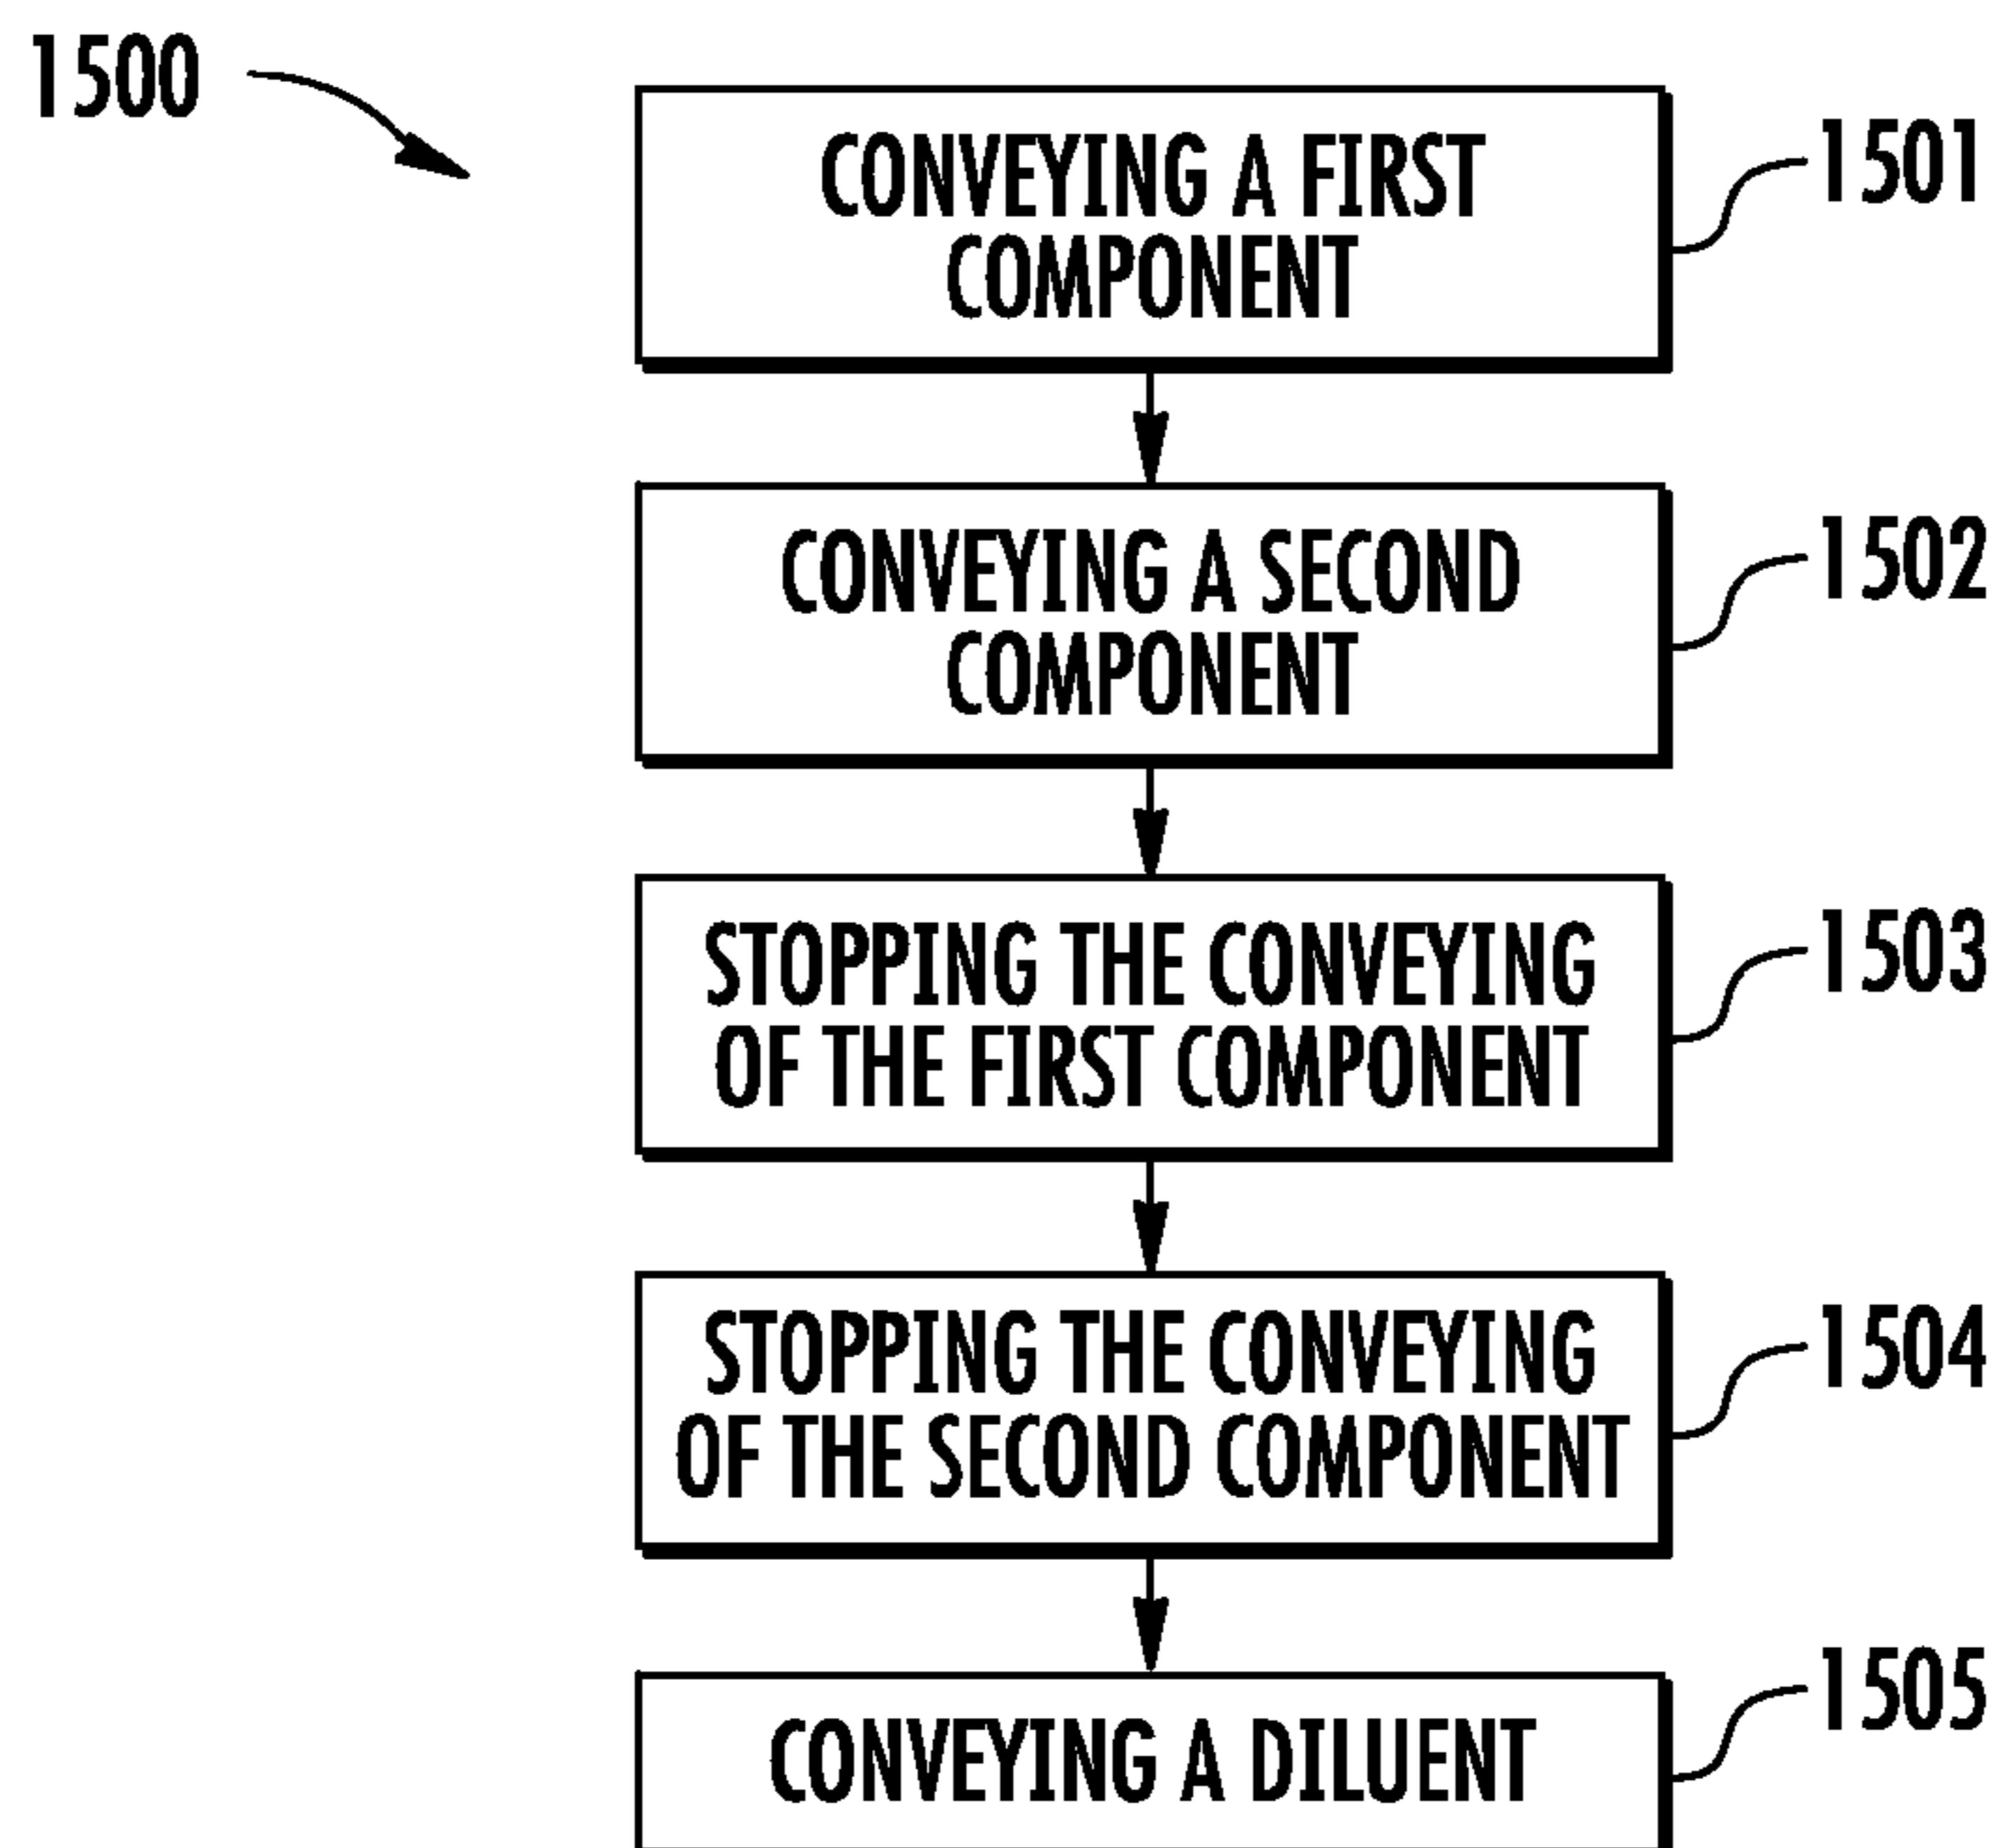 1500
CONVEYING A FIRST
COMPONENT
1501
CONVEYING A SECOND
COMPONENT
1502
STOPPING THE CONVEYING
OF THE FIRST COMPONENT
1503
STOPPING THE CONVEYING
OF THE SECOND COMPONENT
1504
CONVEYING A DILUENT
1505